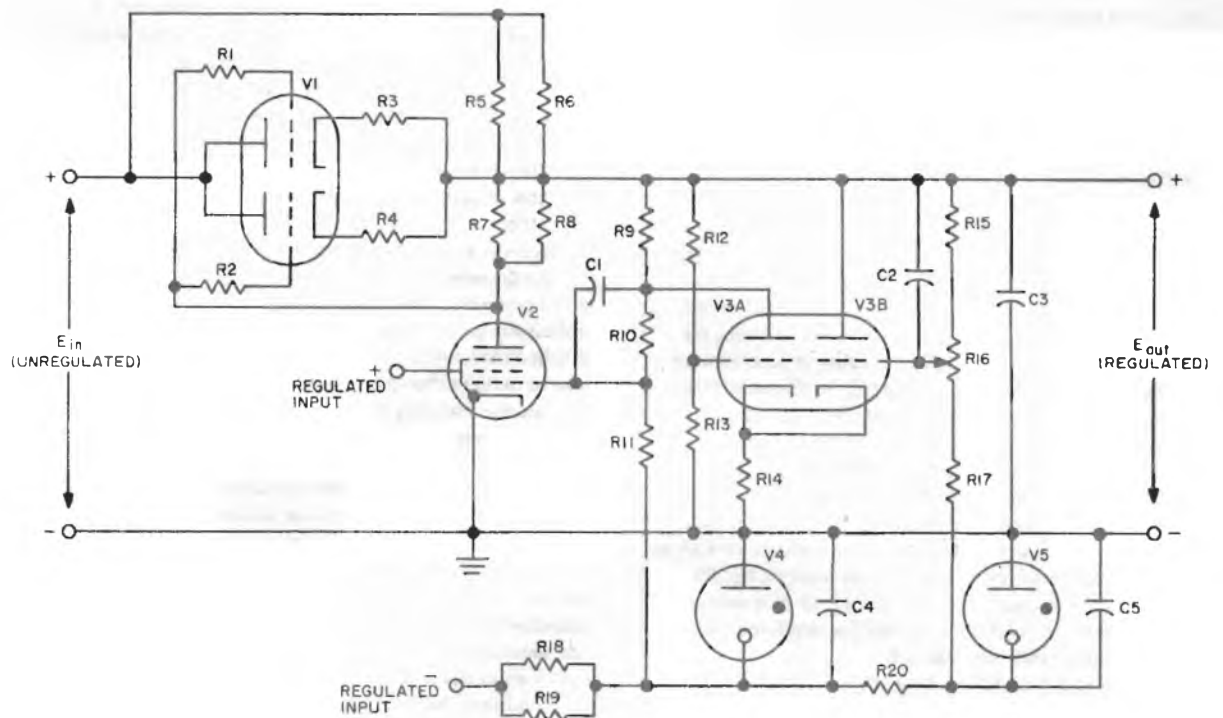 R1
V1
R3
R5
R6
+
+
R4
R7
R8
R9
R12
R15
R2
C1
C2
C3
V3A
V3B
E in
(UNREGULATED)
V2
R10
R16
E out
(REGULATED)
+
REGULATED
INPUT
R11
R13
R14
R17
-
-
V4
V5
C4
C5
R18
R20
-
REGULATED
INPUT
R19